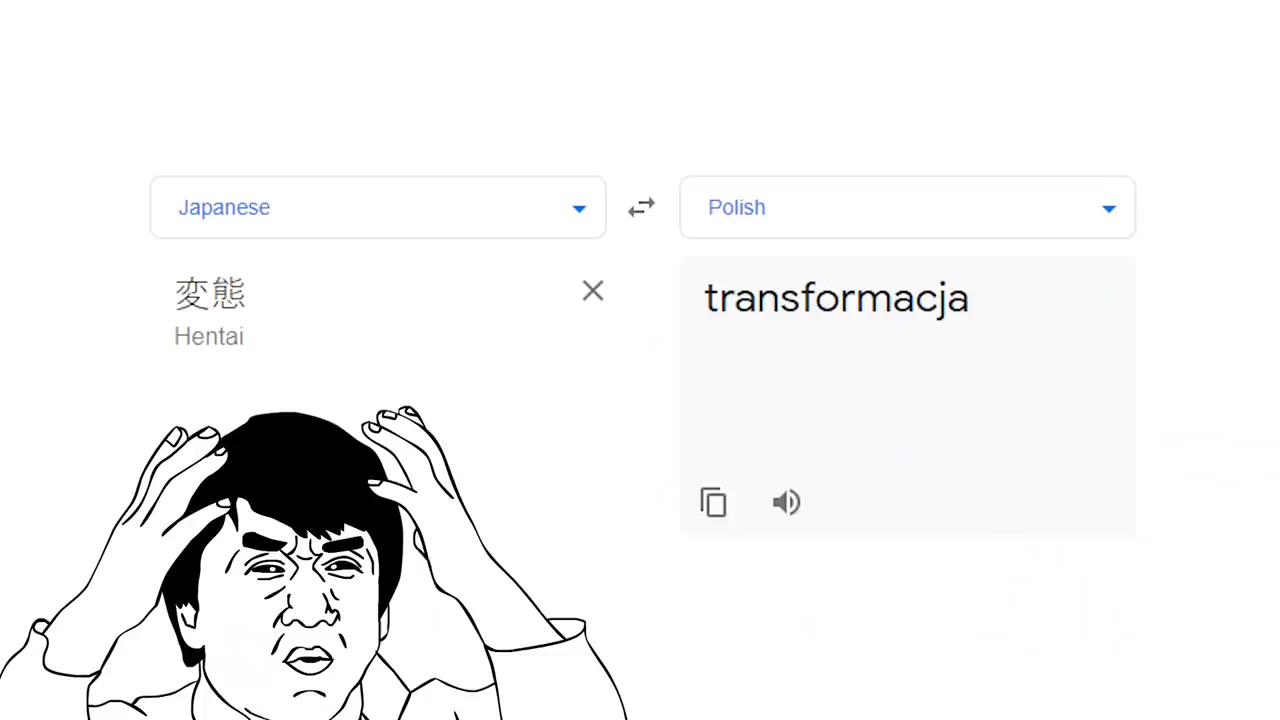 Japanese
Polish
変態
Hentai
transformacja